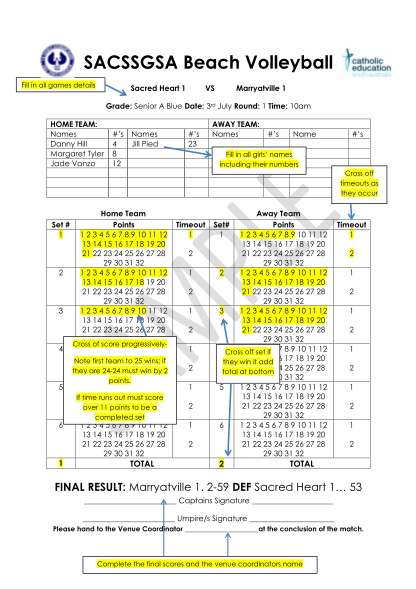 SACSSGSA Beach Volleyball
catholic
education
south australia
Fill in all games details
Sacred Heart 1 VS Marryatville 1
Grade: Senior A Blue Date: 3rd July Round: 1 Time: 10am
HOME TEAM: AWAY TEAM:
Names #'s Names #'s Names #'s Name #'s
Danny Hill 4 Jill Pied 23
Margaret Tyler 8
Jade Vanzo 12
Fill in all girls' names
including their numbers
Cross off
timeouts as
they occur
SAMPLE
Home Team Away Team
Set # Points Timeout Set# Points Timeout
1 1 2 3 4 5 6 7 8 9 10 11 12 1 1 1 2 3 4 5 6 7 8 9 10 11 12 1
13 14 15 16 17 18 19 20 13 14 15 16 17 18 19 20
21 22 23 24 25 26 27 28 2 21 22 23 24 25 26 27 28 2
29 30 31 32 29 30 31 32
2 1 2 3 4 5 6 7 8 9 10 11 12 1 2 1 2 3 4 5 6 7 8 9 10 11 12 1
13 14 15 16 17 18 19 20 13 14 15 16 17 18 19 20
21 22 23 24 25 26 27 28 2 21 22 23 24 25 26 27 28 2
29 30 31 32 29 30 31 32
3 1 2 3 4 5 6 7 8 9 10 11 12 1 3 1 2 3 4 5 6 7 8 9 10 11 12 1
13 14 15 16 17 18 19 20 13 14 15 16 17 18 19 20
21 22 23 24 25 26 27 28 2 21 22 23 24 25 26 27 28 2
29 30 31 32
Cross of score progressively-
Note first to 25 wins; if
they are 24-24 must win by 2
points.
If time runs out must score
over 11 points to be a
completed set
Cross off set if
they win it add
total at bottom
4 1 9 10 11 12 1
17 18 19 20
2 25 26 27 28 2
30 31 32
5 1 5 1 2 3 4 5 6 7 8 9 10 11 12 1
13 14 15 16 17 18 19 20
2 21 22 23 24 25 26 27 28 2
29 30 31 32
6 1 2 3 4 5 6 7 8 9 10 11 12 1 6 1 2 3 4 5 6 7 8 9 10 11 12 1
13 14 15 16 17 18 19 20 13 14 15 16 17 18 19 20
21 22 23 24 25 26 27 28 2 21 22 23 24 25 26 27 28 2
29 30 31 32 29 30 31 32
1 TOTAL 2 TOTAL
FINAL RESULT: Marryatville 1. 2-59 DEF Sacred Heart 1... 53
____________________ Captains Signature ____________________
____________________ Umpire/s Signature ____________________
Please hand to the Venue Coordinator ____________________at the conclusion of the match.
Complete the final scores and the venue coordinators name